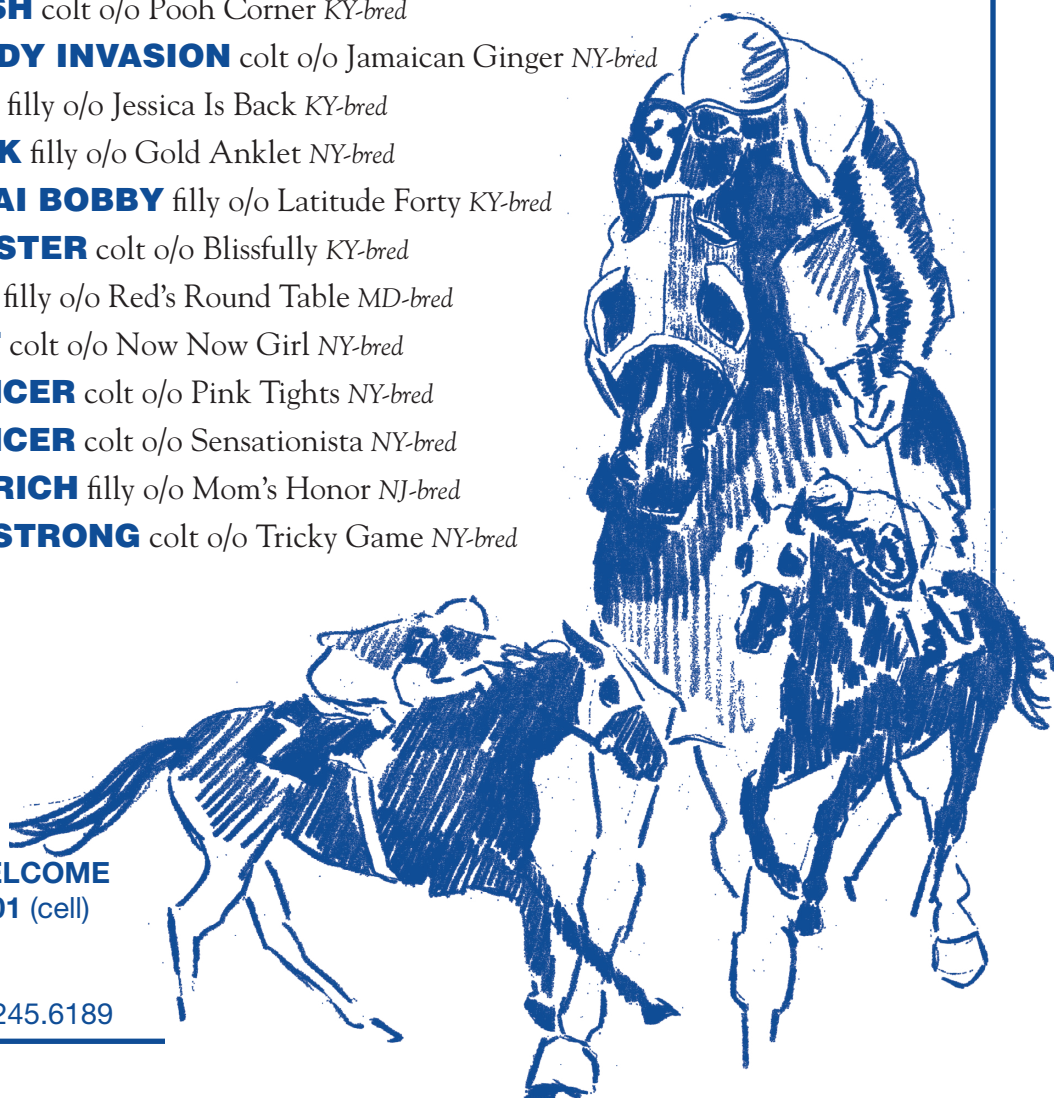 SH colt o/o Pooh Corner KY-bred
DY INVASION colt o/o Jamaican Ginger NY-bred
filly o/o Jessica Is Back KY-bred
K filly o/o Gold Anklet NY-bred
AI BOBBY filly o/o Latitude Forty KY-bred
STER colt o/o Blissfully KY-bred
filly o/o Red's Round Table MD-bred
colt o/o Now Now Girl NY-bred
ICER colt o/o Pink Tights NY-bred
ICER colt o/o Sensationista NY-bred
RICH filly o/o Mom's Honor NJ-bred
STRONG colt o/o Tricky Game NY-bred
3
ELCOME
01 (cell)
245.6189